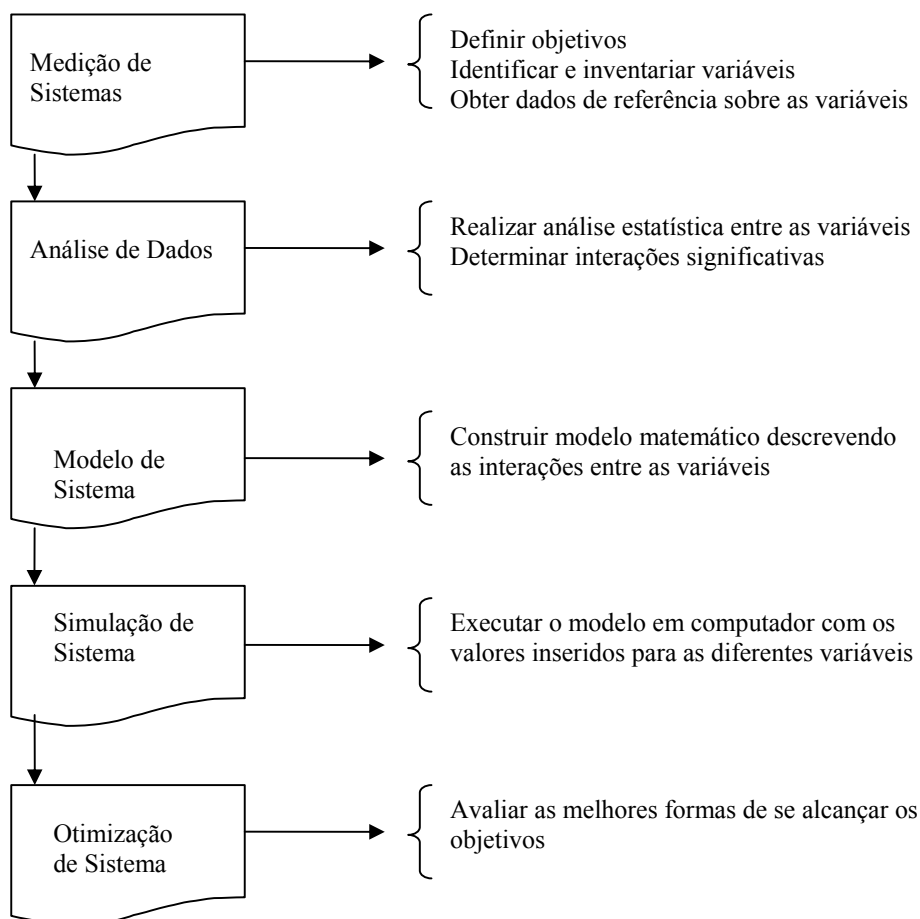 Medição de
Sistemas
Definir objetivos
Identificar e inventariar variáveis
Obter dados de referência sobre as variáveis
Análise de Dados
Realizar análise estatística entre as variáveis
Determinar interações significativas
Modelo de
Sistema
Construir modelo matemático descrevendo
as interações entre as variáveis
Simulação de
Sistema
Executar o modelo em computador com os
valores inseridos para as diferentes variáveis
Otimização
de Sistema
Avaliar as melhores formas de se alcançar os
objetivos